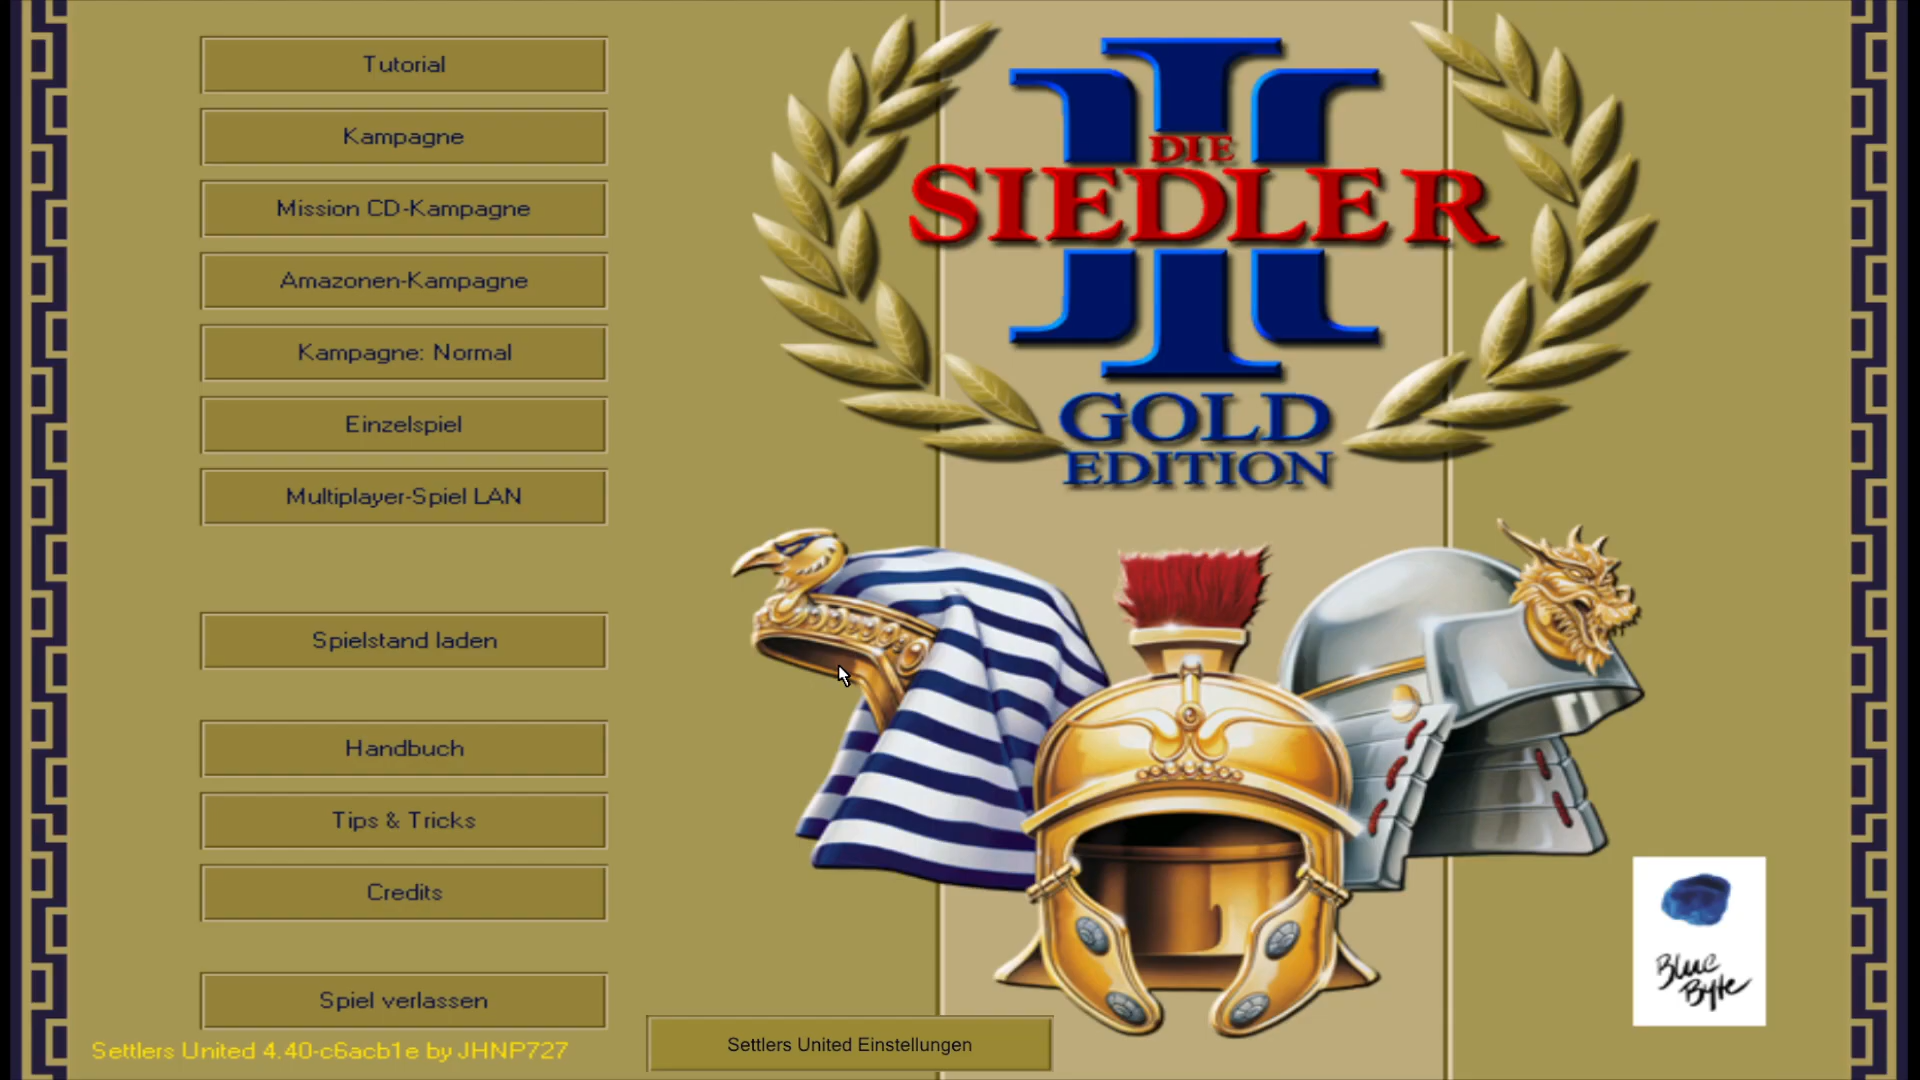 Tutorial
Kampagne
Mission CD-Kampagne
Amazonen-Kampagne
Kampagne: Normal
Einzelspiel
Multiplayer-Spiel LAN
Spielstand laden
Handbuch
Tips & Tricks
Credits
Spiel verlassen
Settlers United 4.40-c6acb1e by JHNP727
Settlers United Einstellungen
III
DIE
SIEDLER
GOLD
EDITION
Blue
Byte